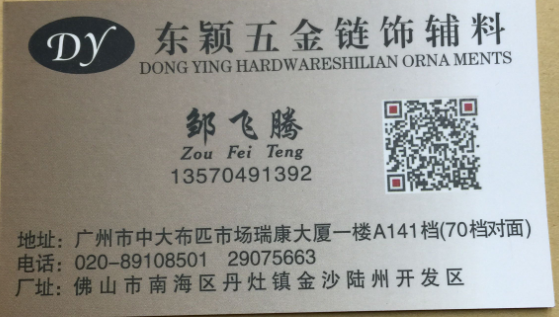 DY
东颖五金链饰辅料
DONG YING HARDWARESHILIAN ORNA MENTS
邹飞腾
Zou Fei Teng
13570491392
地址：广州市中大布匹市场瑞康大厦一楼A141档(70档对面)
电话：020-89108501 29075663
厂址：佛山市南海区丹灶镇金沙陆州开发区